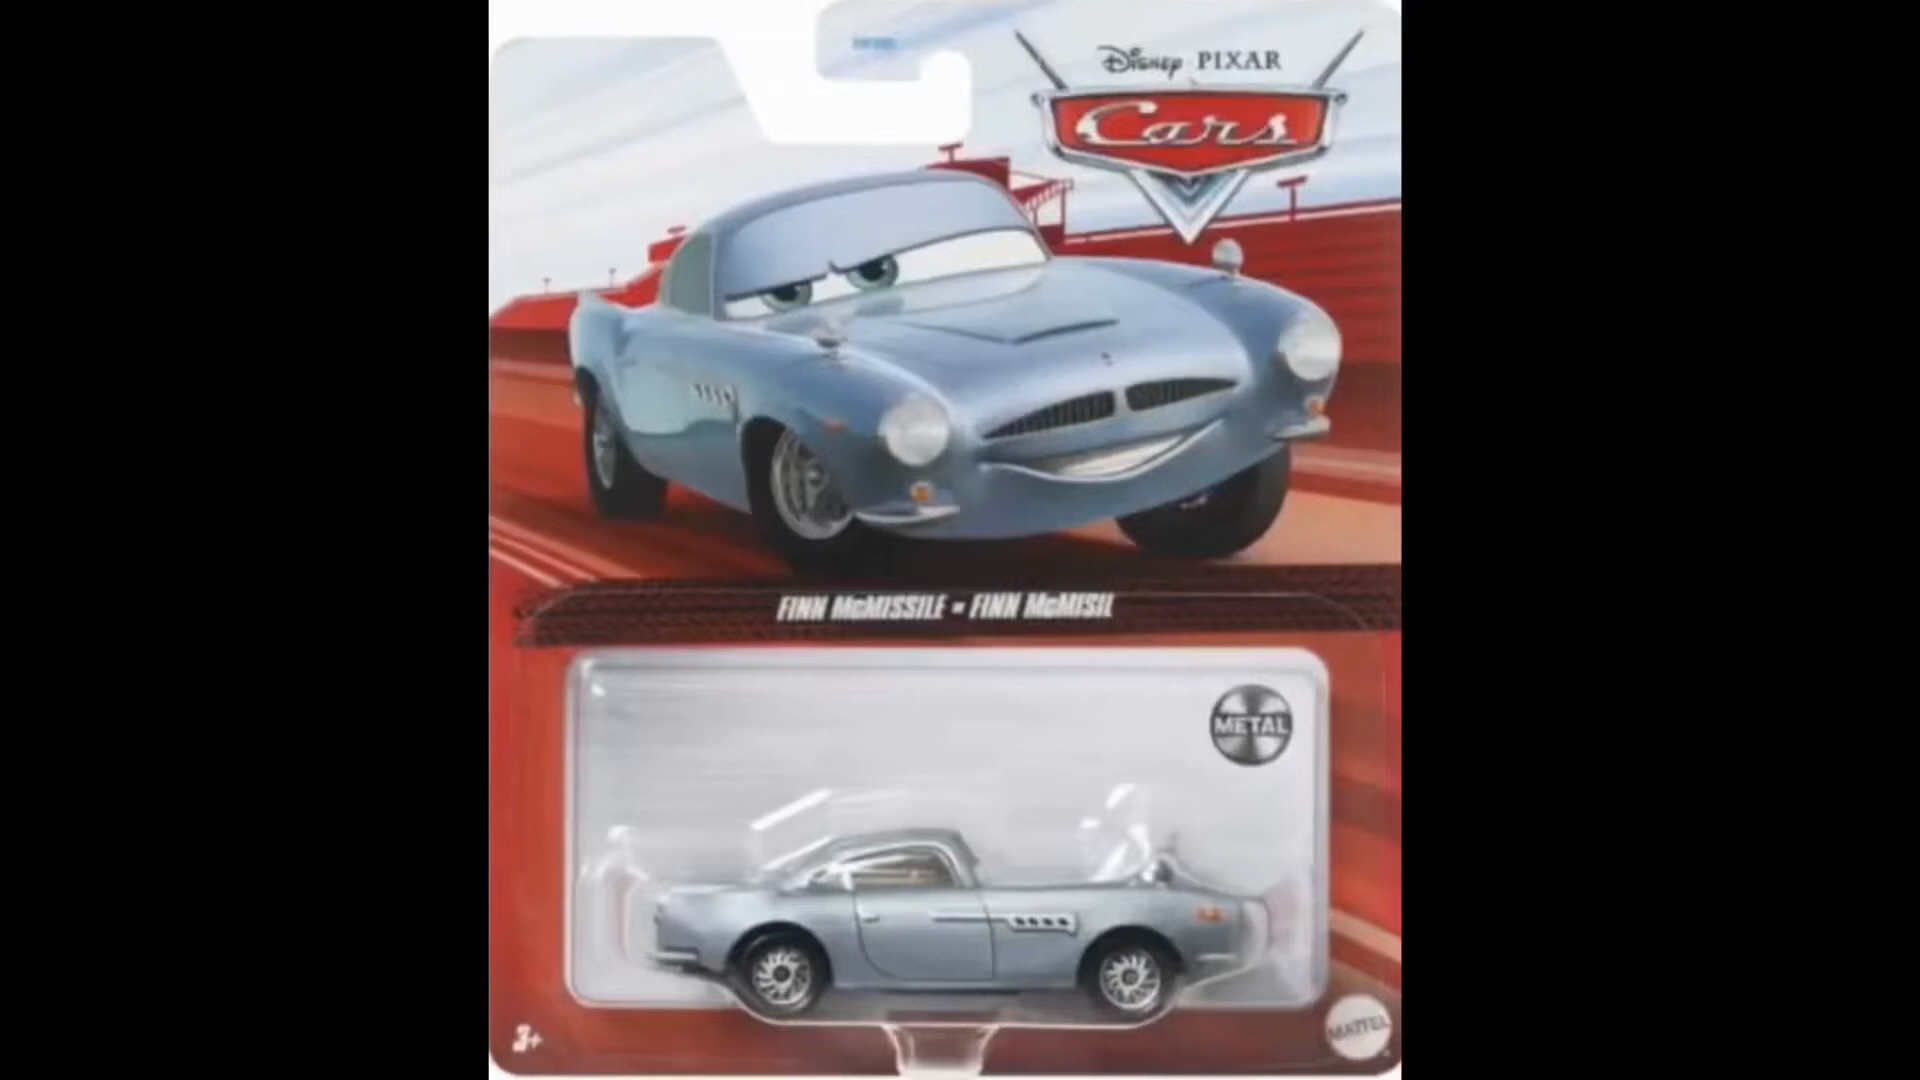 Disney PIXAR
Cars
FINN McMISSILE - FINN McMISIL
METAL
3+
MATTEL